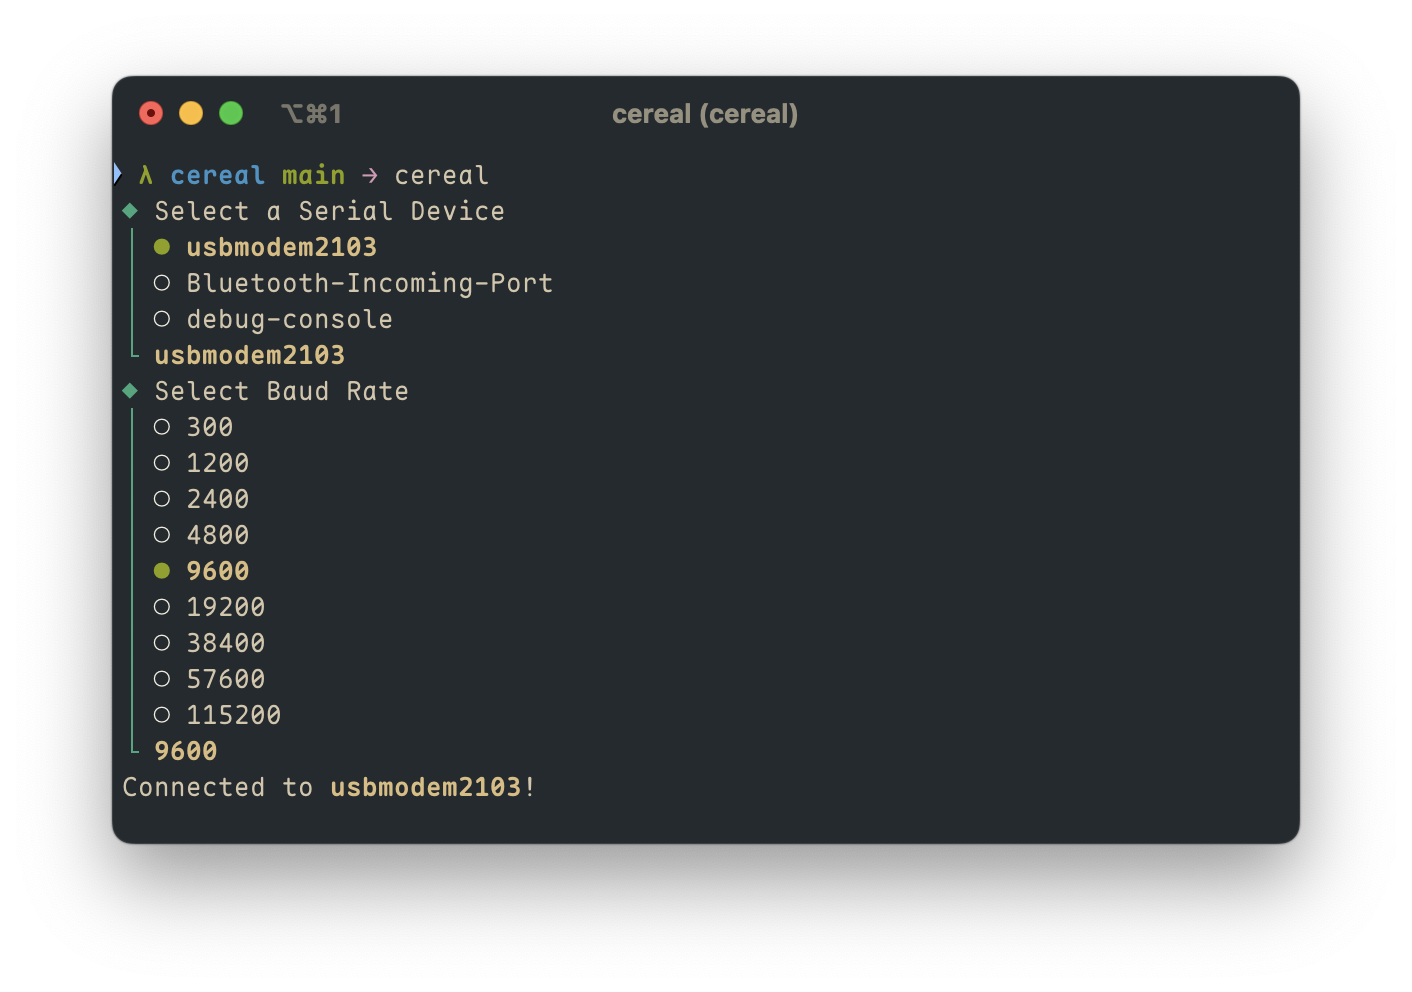 ⌥⌘1 cereal (cereal)
λ cereal main → cereal
◆ Select a Serial Device
● usbmodem2103
○ Bluetooth-Incoming-Port
○ debug-console
usbmodem2103
◆ Select Baud Rate
○ 300
○ 1200
○ 2400
○ 4800
● 9600
○ 19200
○ 38400
○ 57600
○ 115200
9600
Connected to usbmodem2103!